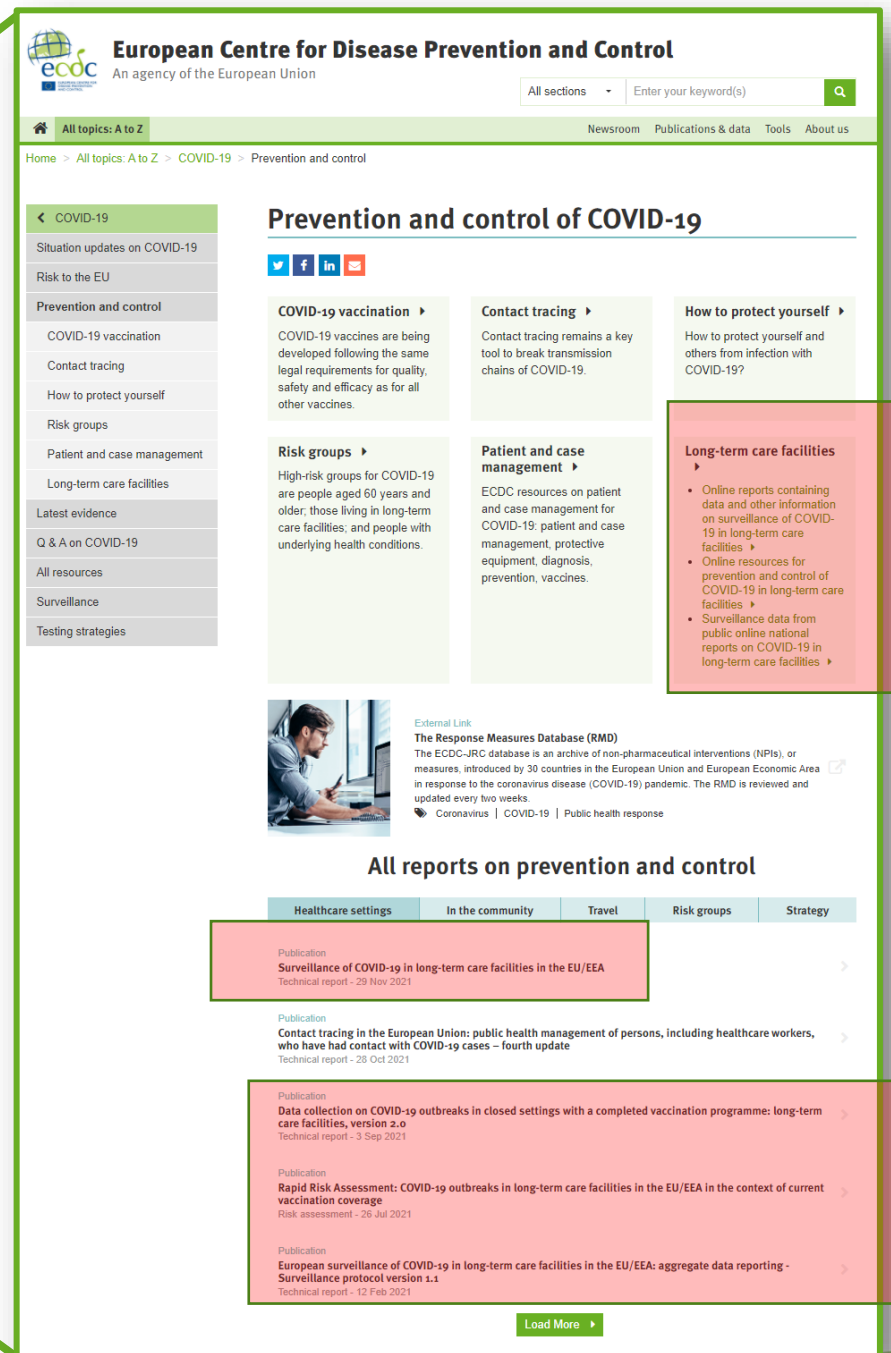 ecdc
EUROPEAN CENTRE FOR
DISEASE PREVENTION
AND CONTROL
European Centre for Disease Prevention and Control
An agency of the European Union
All sections
Enter your keyword(s)
All topics: A to Z
Newsroom Publications & data Tools About us
Home > All topics: A to Z > COVID-19 > Prevention and control
COVID-19
Situation updates on COVID-19
Risk to the EU
Prevention and control
COVID-19 vaccination
Contact tracing
How to protect yourself
Risk groups
Patient and case management
Long-term care facilities
Latest evidence
Q & A on COVID-19
All resources
Surveillance
Testing strategies
Prevention and control of COVID-19
COVID-19 vaccination
COVID-19 vaccines are being
developed following the same
legal requirements for quality,
safety and efficacy as for all
other vaccines.
Contact tracing
Contact tracing remains a key
tool to break transmission
chains of COVID-19.
How to protect yourself
How to protect yourself and
others from infection with
COVID-19?
Risk groups
High-risk groups for COVID-19
are people aged 60 years and
older; those living in long-term
care facilities; and people with
underlying health conditions.
Patient and case
management
ECDC resources on patient
and case management for
COVID-19: patient and case
management, protective
equipment, diagnosis,
prevention, vaccines.
Long-term care facilities
• Online reports containing
data and other information
on surveillance of COVID-
19 in long-term care
facilities
• Online resources for
prevention and control of
COVID-19 in long-term care
facilities
• Surveillance data from
public online national
reports on COVID-19 in
long-term care facilities
External Link
The Response Measures Database (RMD)
The ECDC-JRC database is an archive of non-pharmaceutical interventions (NPIs), or
measures, introduced by 30 countries in the European Union and European Economic Area
in response to the coronavirus disease (COVID-19) pandemic. The RMD is reviewed and
updated every two weeks.
Coronavirus | COVID-19 | Public health response
All reports on prevention and control
Healthcare settings In the community Travel Risk groups Strategy
Publication
Surveillance of COVID-19 in long-term care facilities in the EU/EEA
Technical report - 29 Nov 2021
Publication
Contact tracing in the European Union: public health management of persons, including healthcare workers,
who have had contact with COVID-19 cases – fourth update
Technical report - 28 Oct 2021
Publication
Data collection on COVID-19 outbreaks in closed settings with a completed vaccination programme: long-term
care facilities, version 2.0
Technical report - 3 Sep 2021
Publication
Rapid Risk Assessment: COVID-19 outbreaks in long-term care facilities in the EU/EEA in the context of current
vaccination coverage
Risk assessment - 26 Jul 2021
Publication
European surveillance of COVID-19 in long-term care facilities in the EU/EEA: aggregate data reporting -
Surveillance protocol version 1.1
Technical report - 12 Feb 2021
Load More